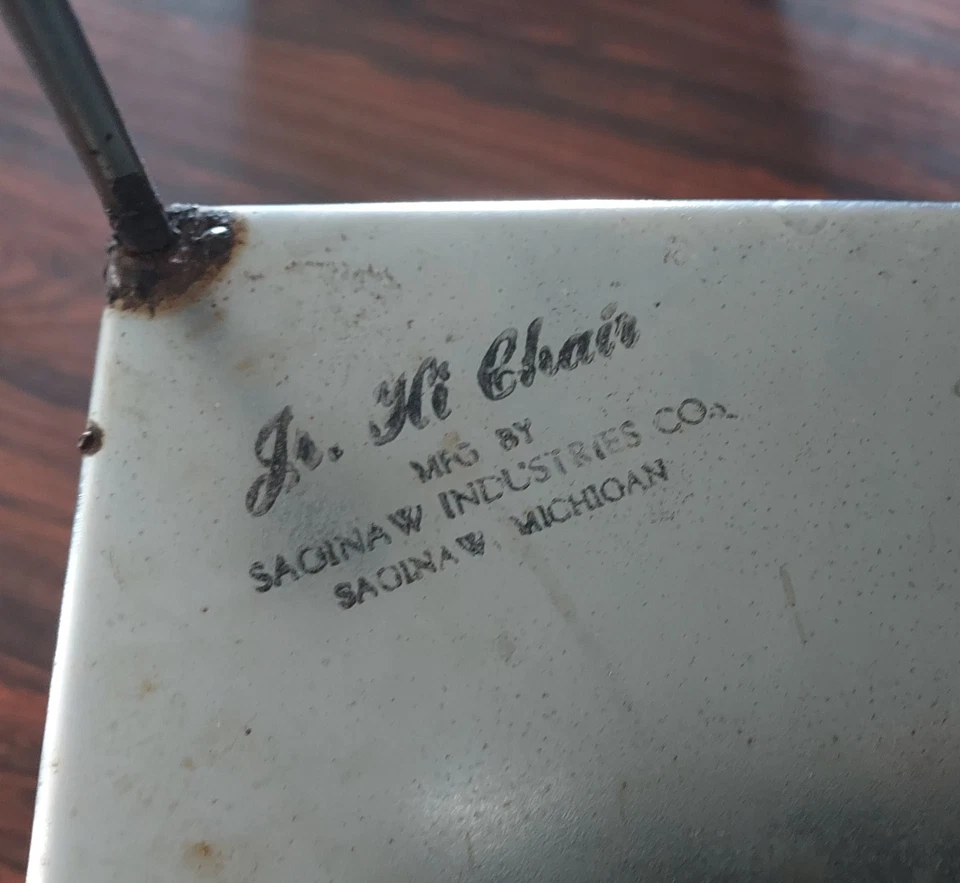 Jr. Hi Chair
MFG BY
SAGINAW INDUSTRIES CO.,
SAGINAW, MICHIGAN